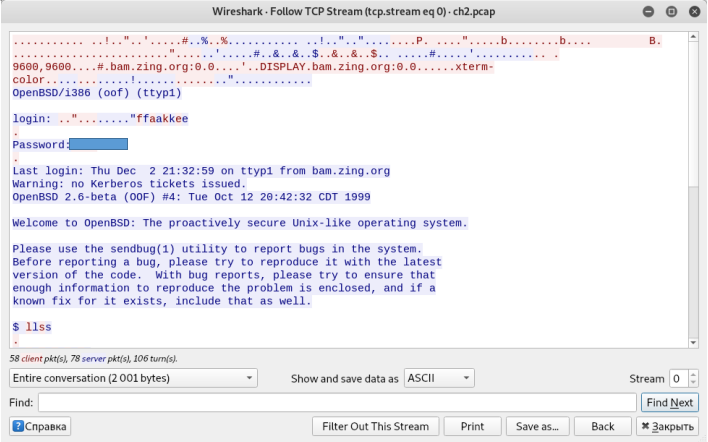 Wireshark · Follow TCP Stream (tcp.stream eq 0) · ch2.pcap
........... ..!.."..'.....#..%..%........... ...........!.."..".......P. ....".....b........b.... B.
........................"......'.....#..&..&..$..&..&..$.. .....#.....'........... .
9600,9600....#.bam.zing.org:0.0....'..DISPLAY.bam.zing.org:0.0......xterm-
color.............!.............."............
OpenBSD/i386 (oof) (ttyp1)
login: .."........"ffaakkee
.
Password:
.
Last login: Thu Dec  2 21:32:59 on ttyp1 from bam.zing.org
Warning: no Kerberos tickets issued.
OpenBSD 2.6-beta (OOF) #4: Tue Oct 12 20:42:32 CDT 1999
Welcome to OpenBSD: The proactively secure Unix-like operating system.
Please use the sendbug(1) utility to report bugs in the system.
Before reporting a bug, please try to reproduce it with the latest
version of the code.  With bug reports, please try to ensure that
enough information to reproduce the problem is enclosed, and if a
known fix for it exists, include that as well.
$ llss
.
58 client pkt(s), 78 server pkt(s), 106 turn(s).
Entire conversation (2 001 bytes) Show and save data as ASCII Stream 0
Find: Find Next
Справка Filter Out This Stream Print Save as... Back Закрыть